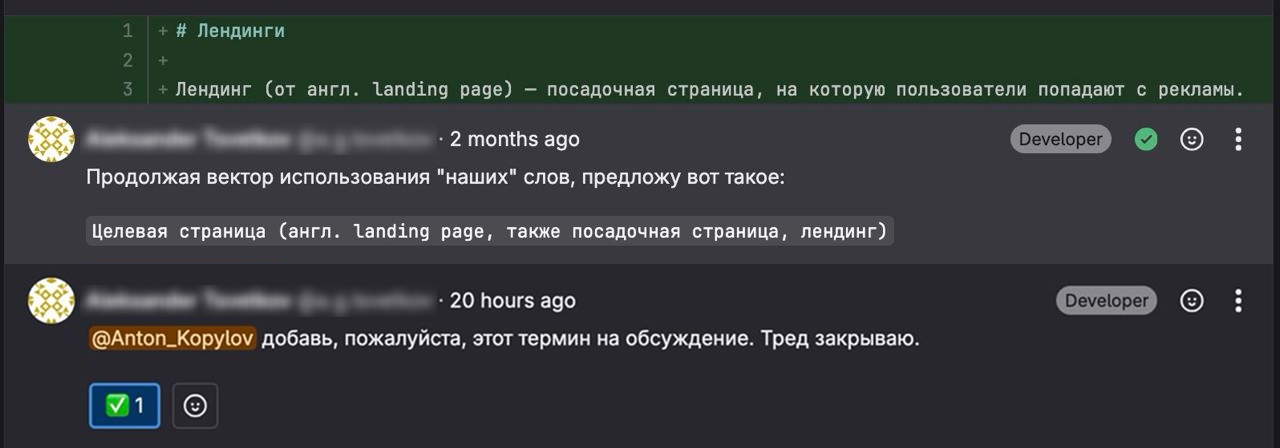 1 + # Лендинги
2 +
3 + Лендинг (от англ. landing page) — посадочная страница, на которую пользователи попадают с рекламы.
· 2 months ago Developer
Продолжая вектор использования "наших" слов, предложу вот такое:
Целевая страница (англ. landing page, также посадочная страница, лендинг)
· 20 hours ago Developer
@Anton_Kopylov добавь, пожалуйста, этот термин на обсуждение. Тред закрываю.
✅ 1